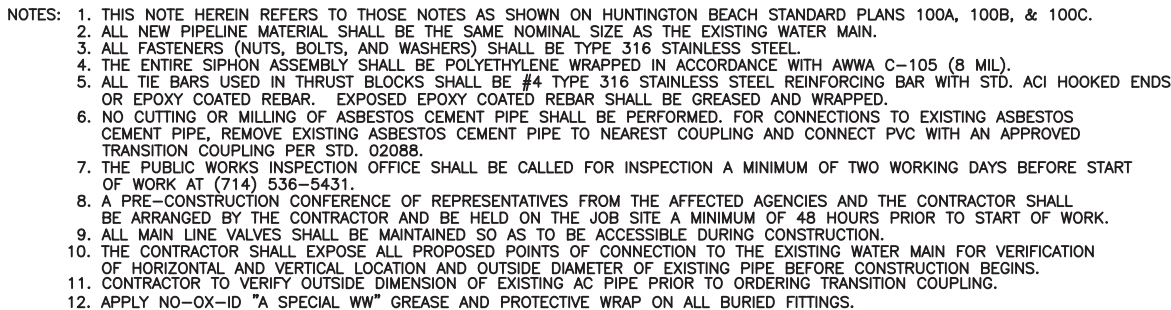 NOTES: 1. THIS NOTE HEREIN REFERS TO THOSE NOTES AS SHOWN ON HUNTINGTON BEACH STANDARD PLANS 100A, 100B, & 100C.
2. ALL NEW PIPELINE MATERIAL SHALL BE THE SAME NOMINAL SIZE AS THE EXISTING WATER MAIN.
3. ALL FASTENERS (NUTS, BOLTS, AND WASHERS) SHALL BE TYPE 316 STAINLESS STEEL.
4. THE ENTIRE SIPHON ASSEMBLY SHALL BE POLYETHYLENE WRAPPED IN ACCORDANCE WITH AWWA C-105 (8 MIL).
5. ALL TIE BARS USED IN THRUST BLOCKS SHALL BE #4 TYPE 316 STAINLESS STEEL REINFORCING BAR WITH STD. ACI HOOKED ENDS
OR EPOXY COATED REBAR. EXPOSED EPOXY COATED REBAR SHALL BE GREASED AND WRAPPED.
6. NO CUTTING OR MILLING OF ASBESTOS CEMENT PIPE SHALL BE PERFORMED. FOR CONNECTIONS TO EXISTING ASBESTOS
CEMENT PIPE, REMOVE EXISTING ASBESTOS CEMENT PIPE TO NEAREST COUPLING AND CONNECT PVC WITH AN APPROVED
TRANSITION COUPLING PER STD. 02088.
7. THE PUBLIC WORKS INSPECTION OFFICE SHALL BE CALLED FOR INSPECTION A MINIMUM OF TWO WORKING DAYS BEFORE START
OF WORK AT (714) 536-5431.
8. A PRE-CONSTRUCTION CONFERENCE OF REPRESENTATIVES FROM THE AFFECTED AGENCIES AND THE CONTRACTOR SHALL
BE ARRANGED BY THE CONTRACTOR AND BE HELD ON THE JOB SITE A MINIMUM OF 48 HOURS PRIOR TO START OF WORK.
9. ALL MAIN LINE VALVES SHALL BE MAINTAINED SO AS TO BE ACCESSIBLE DURING CONSTRUCTION.
10. THE CONTRACTOR SHALL EXPOSE ALL PROPOSED POINTS OF CONNECTION TO THE EXISTING WATER MAIN FOR VERIFICATION
OF HORIZONTAL AND VERTICAL LOCATION AND OUTSIDE DIAMETER OF EXISTING PIPE BEFORE CONSTRUCTION BEGINS.
11. CONTRACTOR TO VERIFY OUTSIDE DIMENSION OF EXISTING AC PIPE PRIOR TO ORDERING TRANSITION COUPLING.
12. APPLY NO-OX-ID "A SPECIAL WW" GREASE AND PROTECTIVE WRAP ON ALL BURIED FITTINGS.